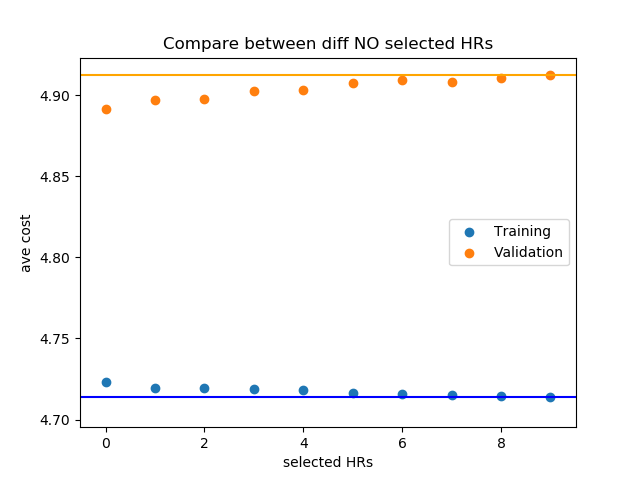 Compare between diff NO selected HRs
4.90
4.85
4.80
4.75
4.70
ave cost
Training
Validation
0 2 4 6 8
selected HRs